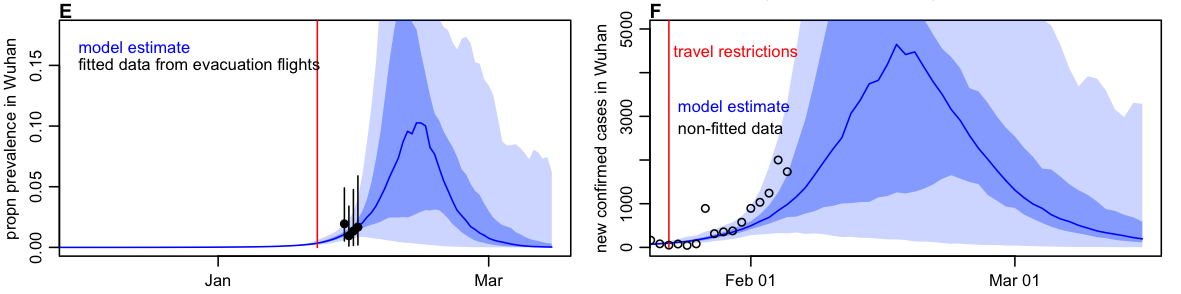 E
propn prevalence in Wuhan
0.15
0.10
0.05
0.00
model estimate
fitted data from evacuation flights
Jan
Mar
F
new confirmed cases in Wuhan
5000
3000
1000
0
travel restrictions
model estimate
non-fitted data
Feb 01
Mar 01